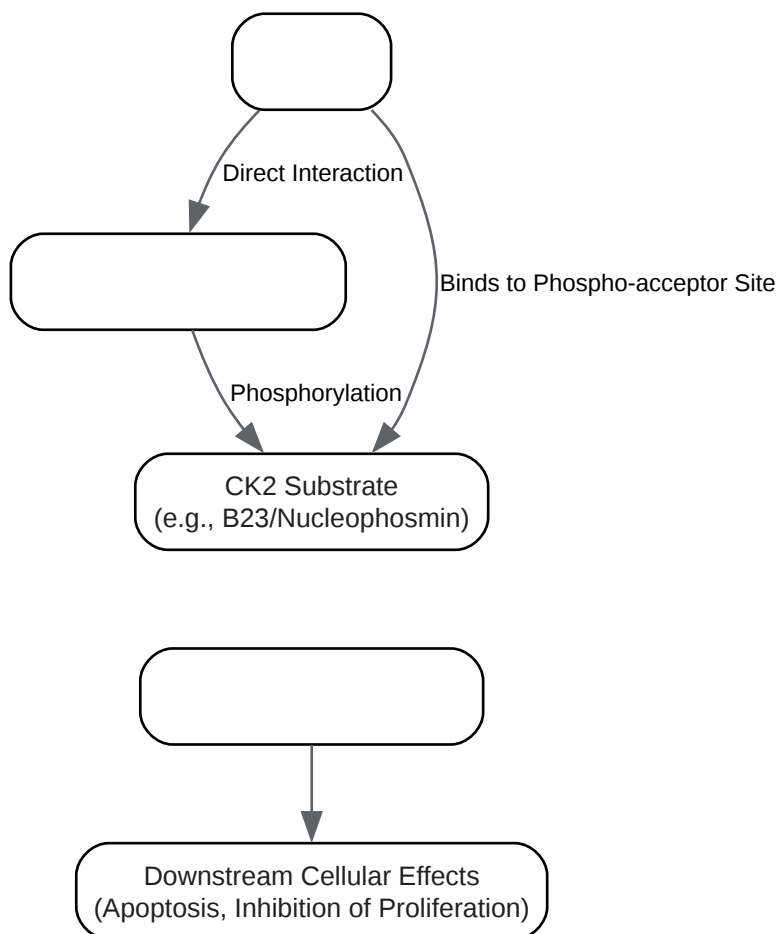 Direct Interaction
Binds to Phospho-acceptor Site
Phosphorylation
CK2 Substrate
(e.g., B23/Nucleophosmin)
Downstream Cellular Effects
(Apoptosis, Inhibition of Proliferation)